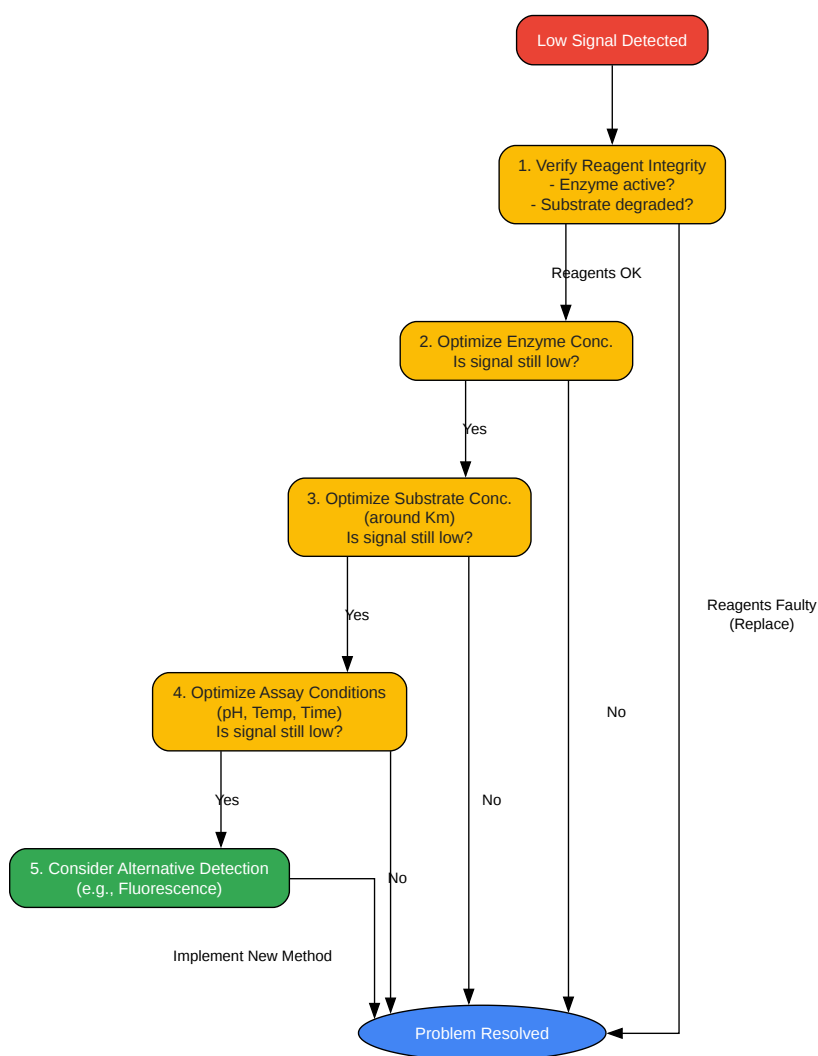 Low Signal Detected
1. Verify Reagent Integrity
- Enzyme active?
- Substrate degraded?
Reagents OK
2. Optimize Enzyme Conc.
Is signal still low?
Yes
3. Optimize Substrate Conc.
(around Km)
Is signal still low?
Yes
Reagents Faulty
(Replace)
4. Optimize Assay Conditions
(pH, Temp, Time)
Is signal still low?
No
Yes
No
5. Consider Alternative Detection
(e.g., Fluorescence)
No
Implement New Method
Problem Resolved